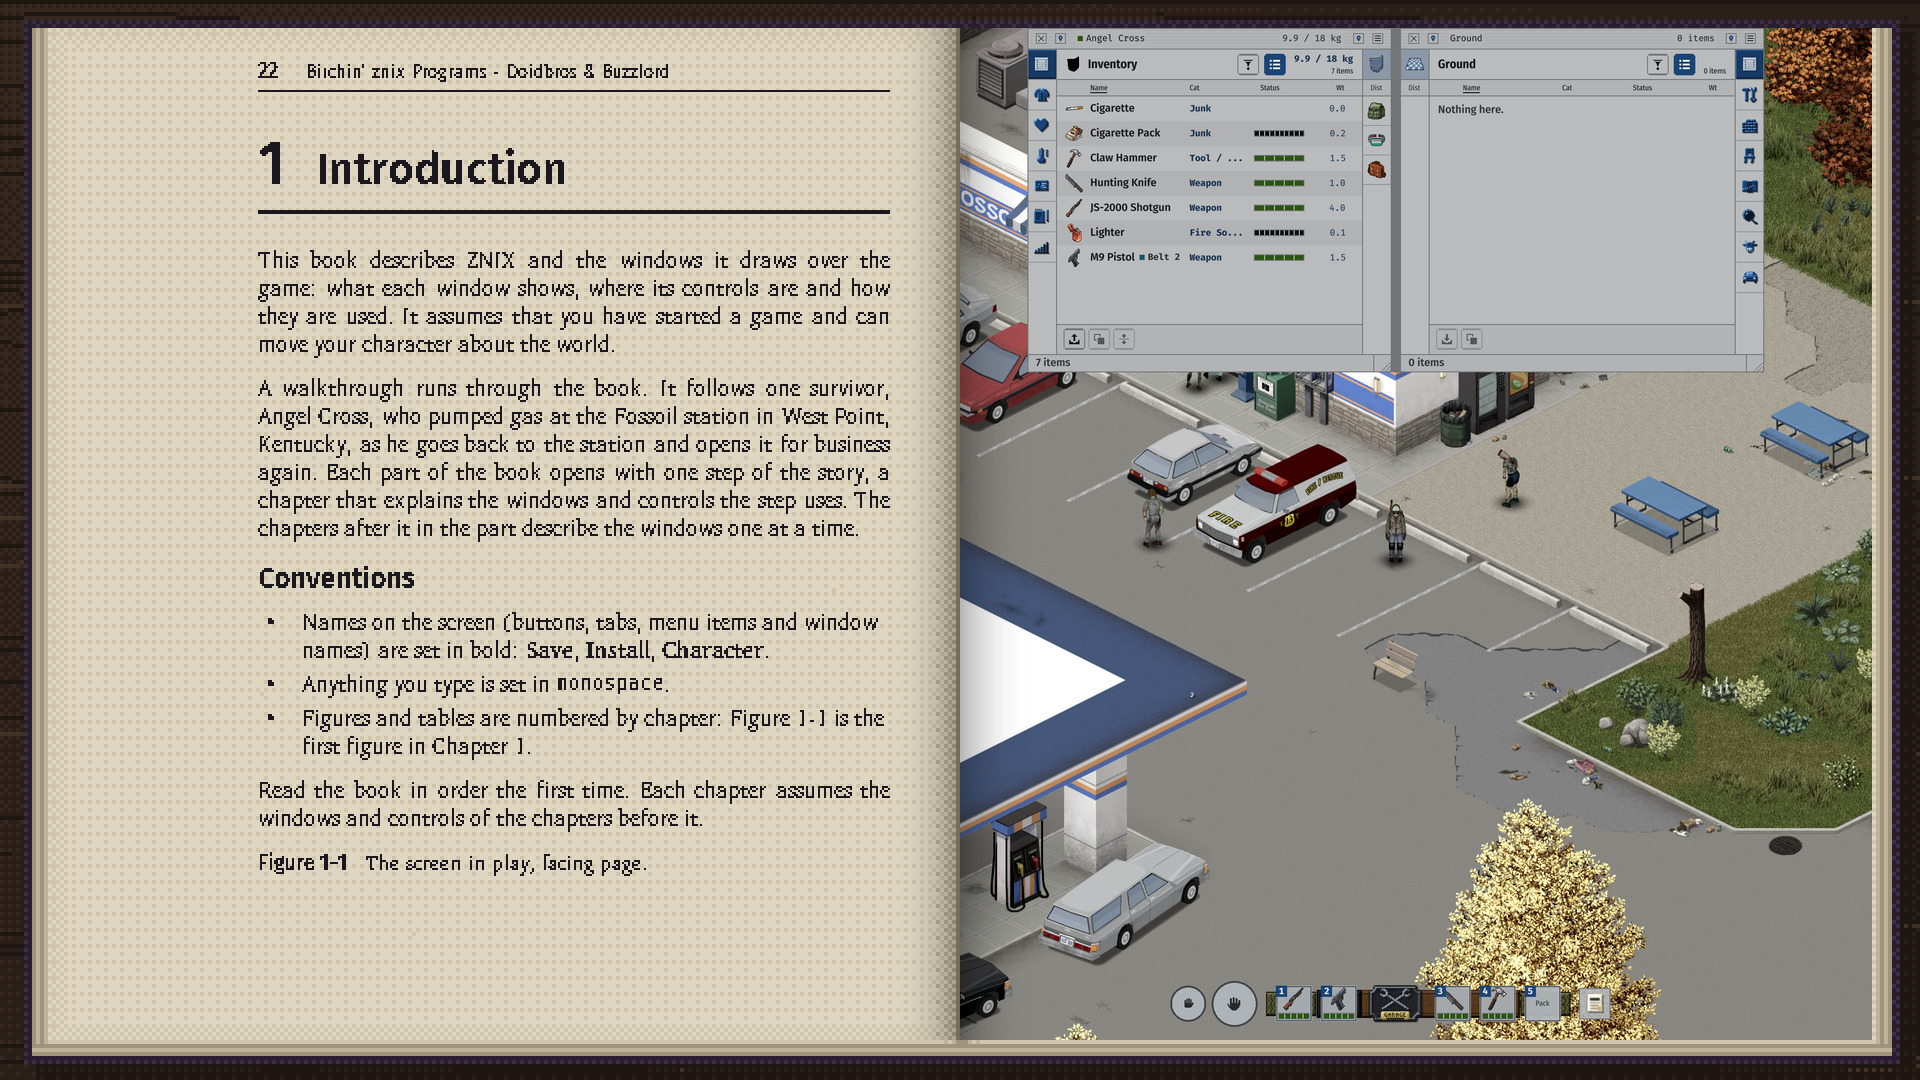 22 Birchin' znix Programs - Doidbros & Buzzlord
1 Introduction
This book describes ZNIX and the windows it draws over the
game: what each window shows, where its controls are and how
they are used. It assumes that you have started a game and can
move your character about the world.
A walkthrough runs through the book. It follows one survivor,
Angel Cross, who pumped gas at the Fossoil station in West Point,
Kentucky, as he goes back to the station and opens it for business
again. Each part of the book opens with one step of the story, a
chapter that explains the windows and controls the step uses. The
chapters after it in the part describe the windows one at a time.
Conventions
• Names on the screen (buttons, tabs, menu items and window
names) are set in bold: Save, Install, Character.
• Anything you type is set in monospace.
• Figures and tables are numbered by chapter: Figure 1-1 is the
first figure in Chapter 1.
Read the book in order the first time. Each chapter assumes the
windows and controls of the chapters before it.
Figure 1-1 The screen in play, facing page.
Angel Cross 9.9 / 18 kg
Inventory 9.9 / 18 kg
7 items
Name Cat Status Wt Dist
Cigarette Junk 0.0
Cigarette Pack Junk 0.2
Claw Hammer Tool / ... 1.5
Hunting Knife Weapon 1.0
JS-2000 Shotgun Weapon 4.0
Lighter Fire So... 0.1
M9 Pistol Belt 2 Weapon 1.5
7 items
Ground 0 items
Ground 0 items
Dist Name Cat Status Wt
Nothing here.
0 items
OSSO
FIRE / RESCUE
FIRE
13
1 2 3 4 5
Pack
GARAGE